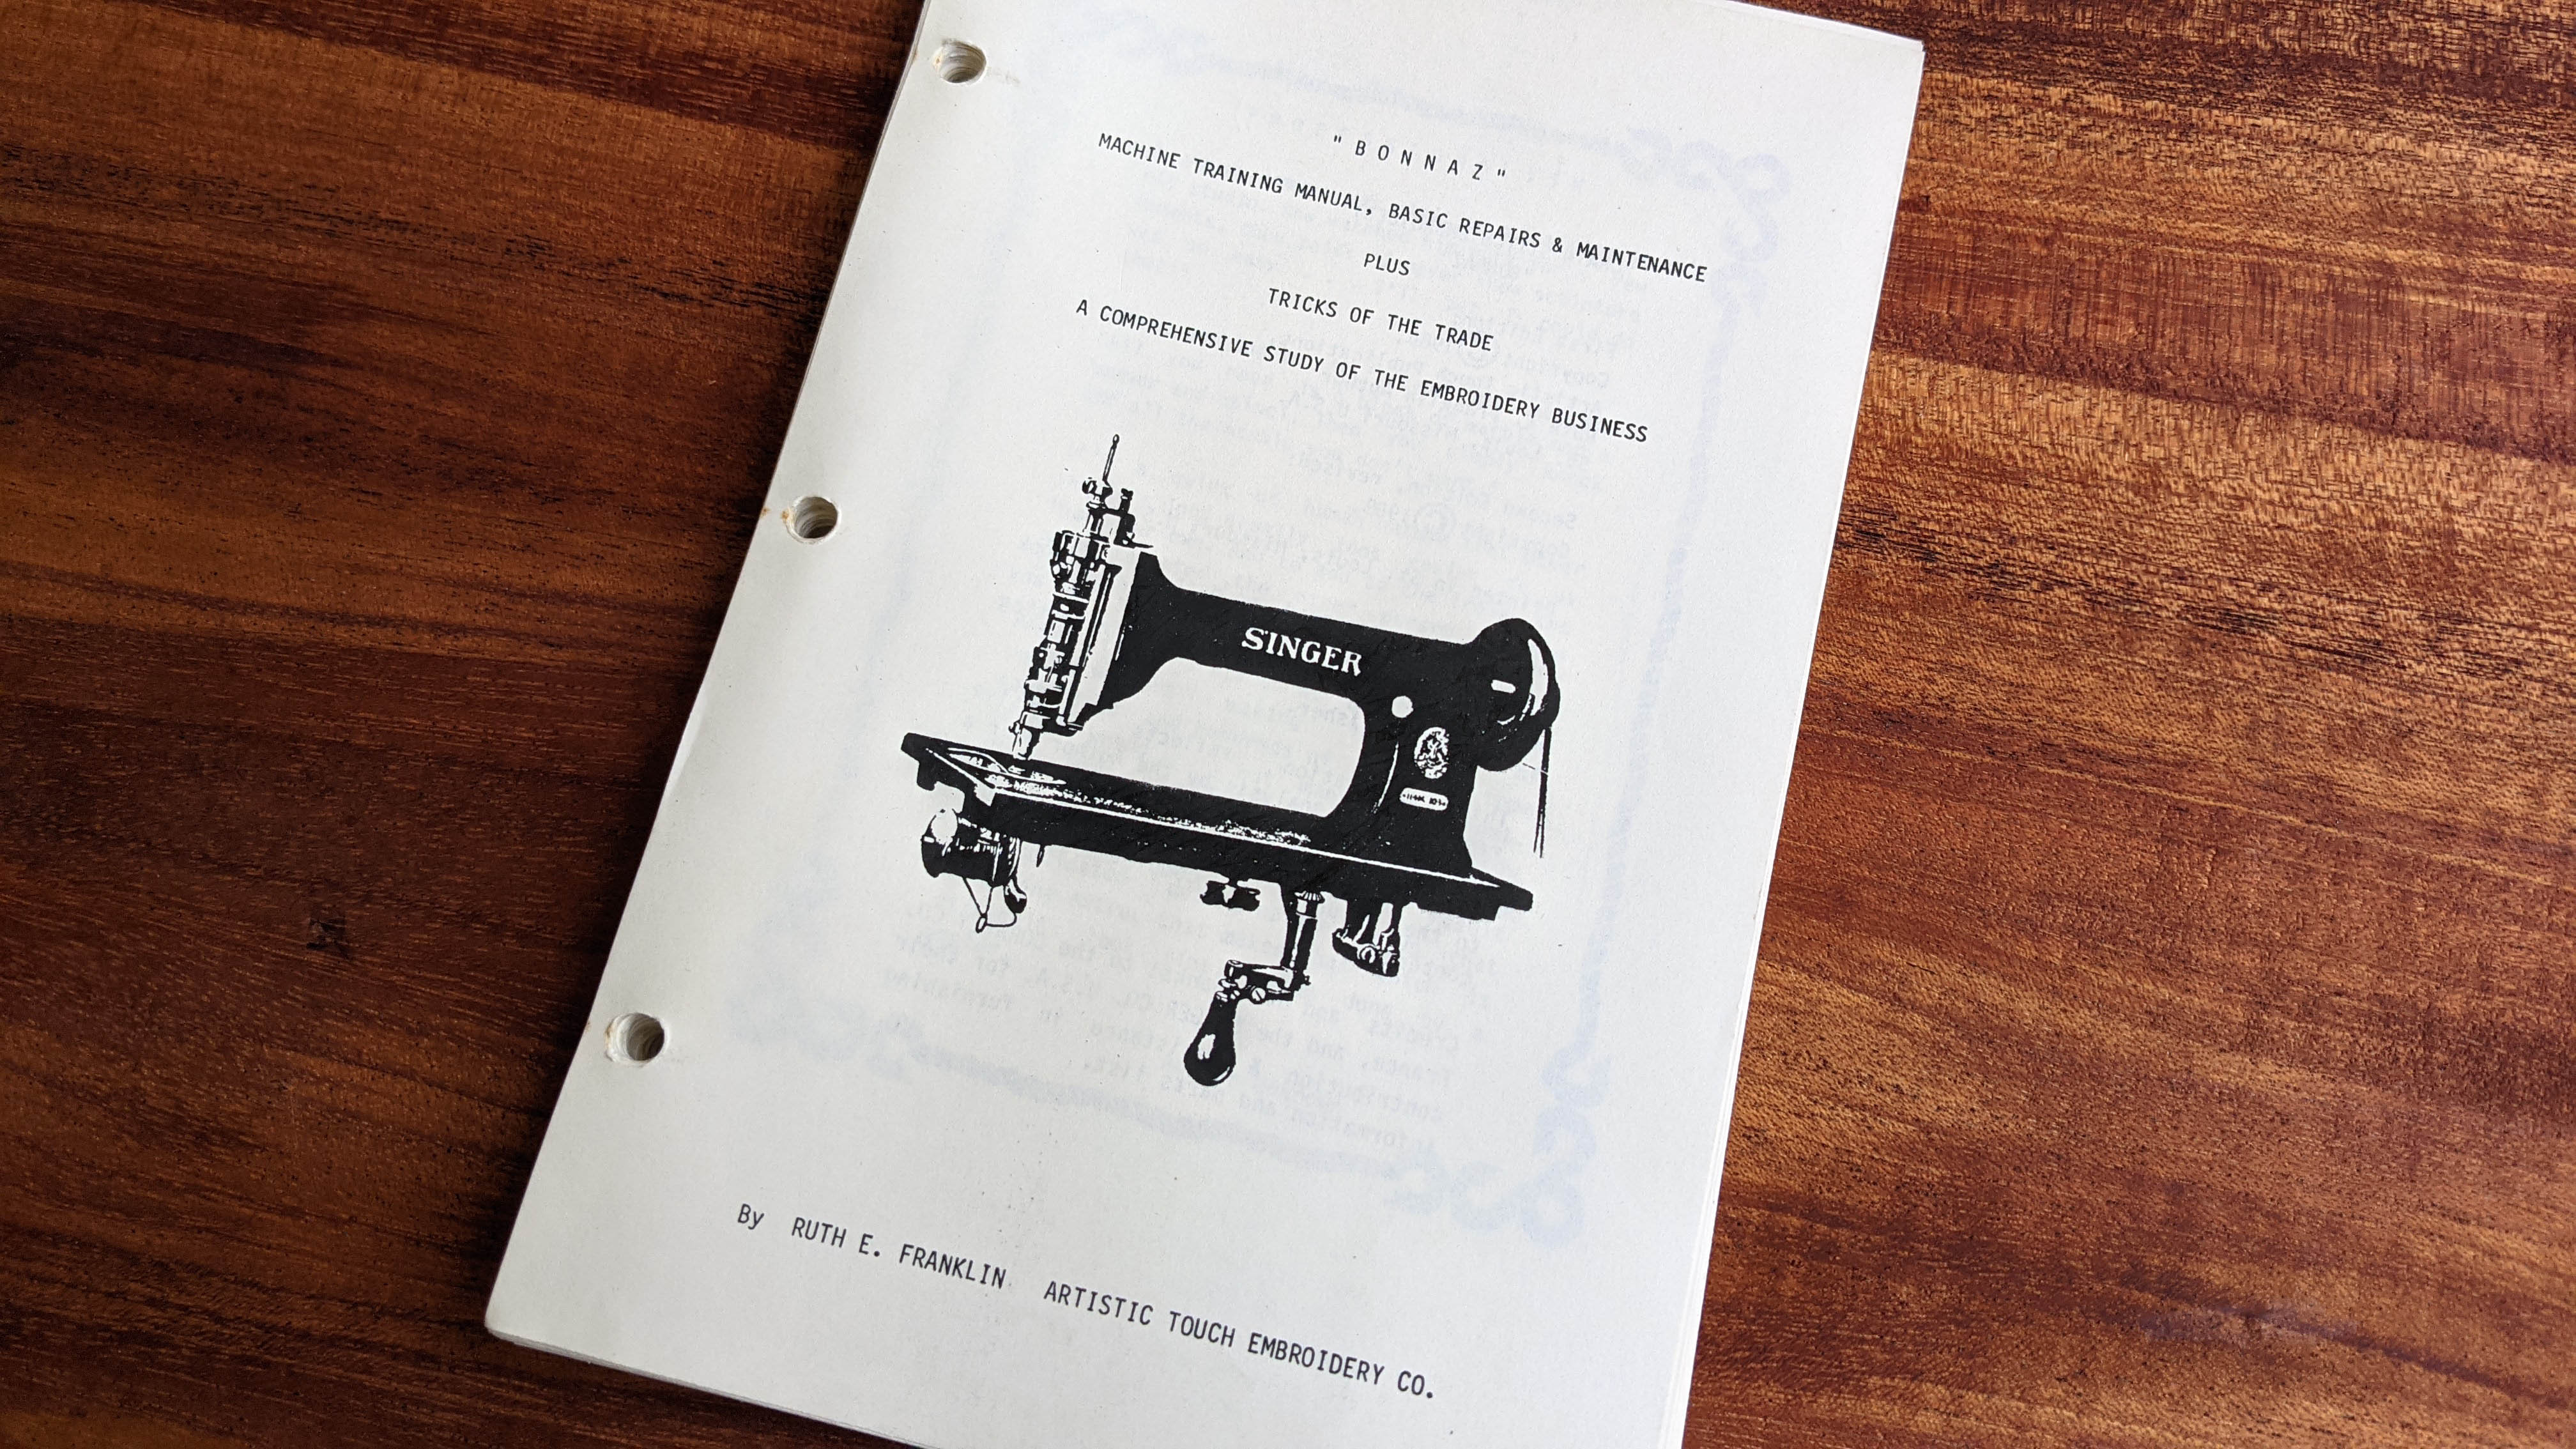 "BONNAZ"
MACHINE TRAINING MANUAL, BASIC REPAIRS & MAINTENANCE
PLUS
TRICKS OF THE TRADE
A COMPREHENSIVE STUDY OF THE EMBROIDERY BUSINESS
SINGER
By RUTH E. FRANKLIN ARTISTIC TOUCH EMBROIDERY CO.